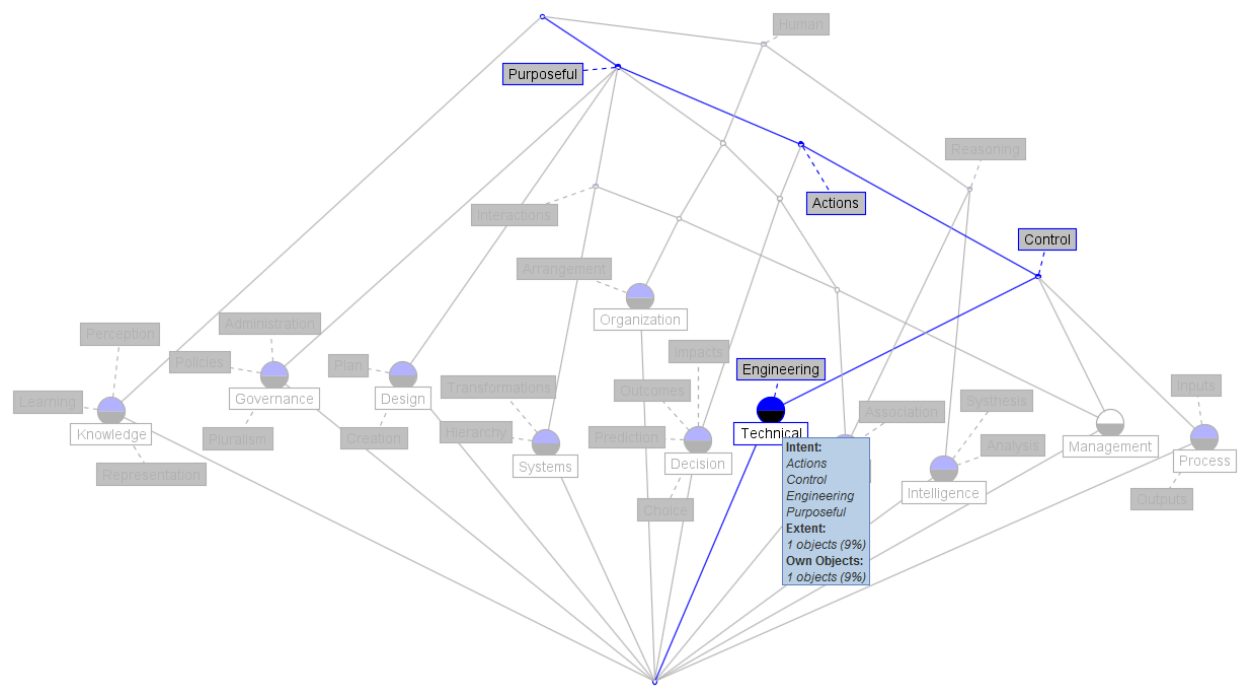 Human
Purposeful
Reasoning
Actions
Interactions
Control
Arrangement
Organization
Administration
Perception
Impacts
Policies
Plan
Engineering
Transformations
Outcomes
Inputs
Learning
Governance
Design
Systhesis
Association
Knowledge
Pluralism
Creation
Hierarchy
Prediction
Technical
Analysis
Management
Systems
Decision
Process
Representation
Intelligence
Outputs
Choice
Intent:
Actions
Control
Engineering
Purposeful
Extent:
1 objects (9%)
Own Objects:
1 objects (9%)